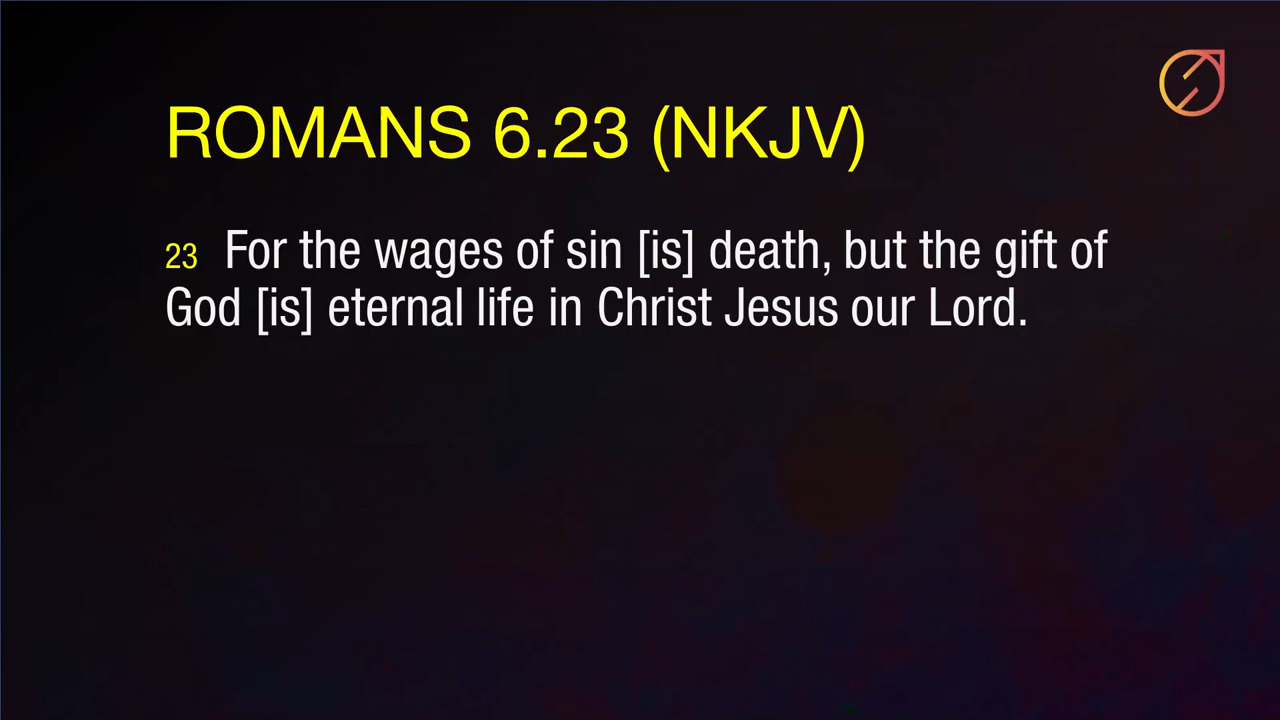 ROMANS 6.23 (NKJV)
23 For the wages of sin [is] death, but the gift of
God [is] eternal life in Christ Jesus our Lord.